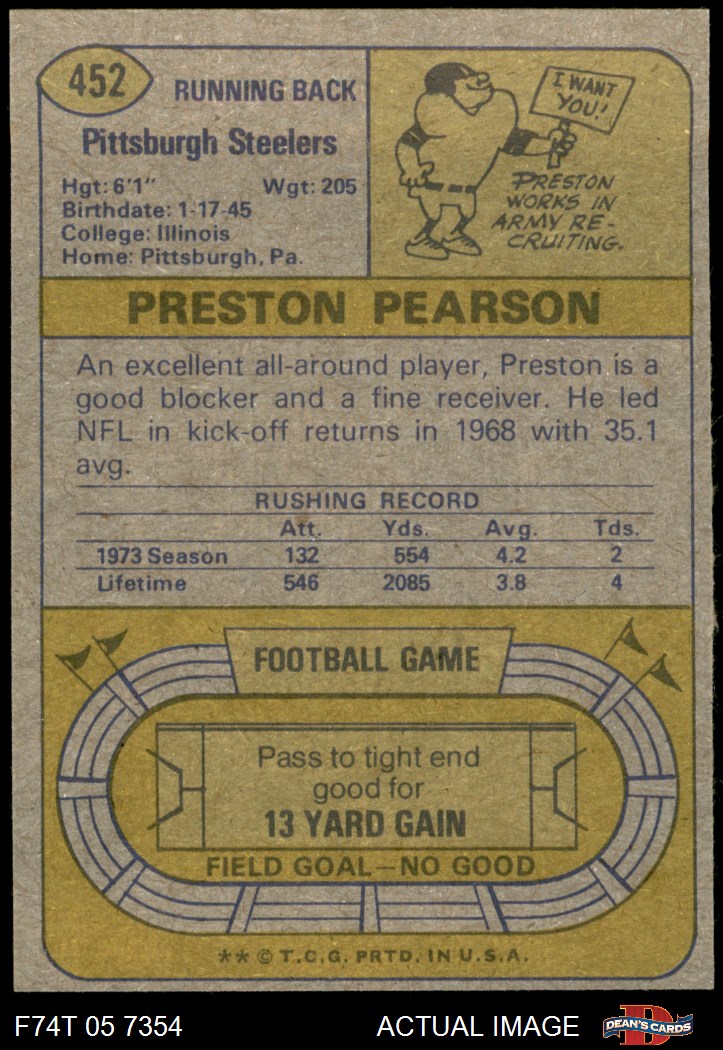 452
RUNNING BACK
Pittsburgh Steelers
Hgt: 6'1" Wgt: 205
Birthdate: 1-17-45
College: Illinois
Home: Pittsburgh, Pa.
I WANT
YOU!
PRESTON
WORKS IN
ARMY RE-
CRUITING.
PRESTON PEARSON
An excellent all-around player, Preston is a
good blocker and a fine receiver. He led
NFL in kick-off returns in 1968 with 35.1
avg.
RUSHING RECORD
Att. Yds. Avg. Tds.
1973 Season 132 554 4.2 2
Lifetime 546 2085 3.8 4
FOOTBALL GAME
Pass to tight end
good for
13 YARD GAIN
FIELD GOAL—NO GOOD
** © T.C.G. PRTD. IN U.S.A.
F74T 05 7354 ACTUAL IMAGE DEAN'S CARDS